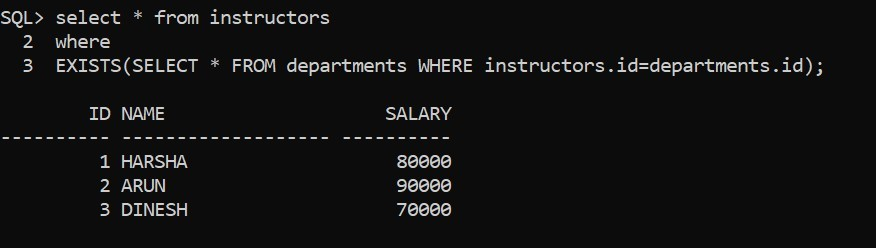 SQL> select * from instructors
  2  where
  3  EXISTS(SELECT * FROM departments WHERE instructors.id=departments.id);

        ID NAME                    SALARY
---------- ------------------- ----------
         1 HARSHA                   80000
         2 ARUN                     90000
         3 DINESH                   70000